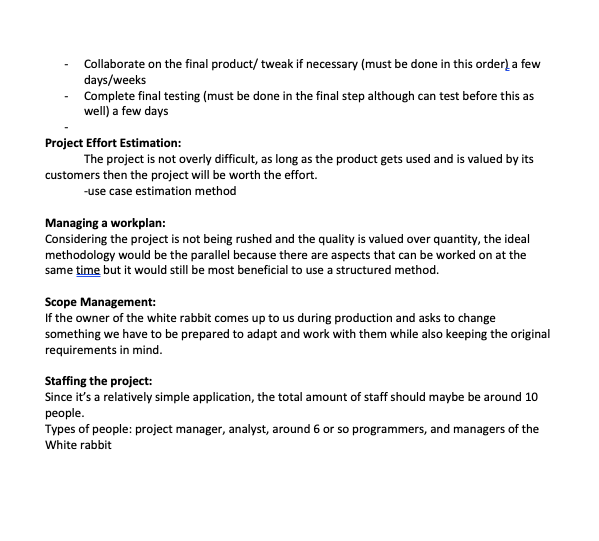 - Collaborate on the final product/ tweak if necessary (must be done in this order), a few
days/weeks
- Complete final testing (must be done in the final step although can test before this as
well) a few days
-
Project Effort Estimation:
The project is not overly difficult, as long as the product gets used and is valued by its
customers then the project will be worth the effort.
-use case estimation method
Managing a workplan:
Considering the project is not being rushed and the quality is valued over quantity, the ideal
methodology would be the parallel because there are aspects that can be worked on at the
same time but it would still be most beneficial to use a structured method.
Scope Management:
If the owner of the white rabbit comes up to us during production and asks to change
something we have to be prepared to adapt and work with them while also keeping the original
requirements in mind.
Staffing the project:
Since it’s a relatively simple application, the total amount of staff should maybe be around 10
people.
Types of people: project manager, analyst, around 6 or so programmers, and managers of the
White rabbit